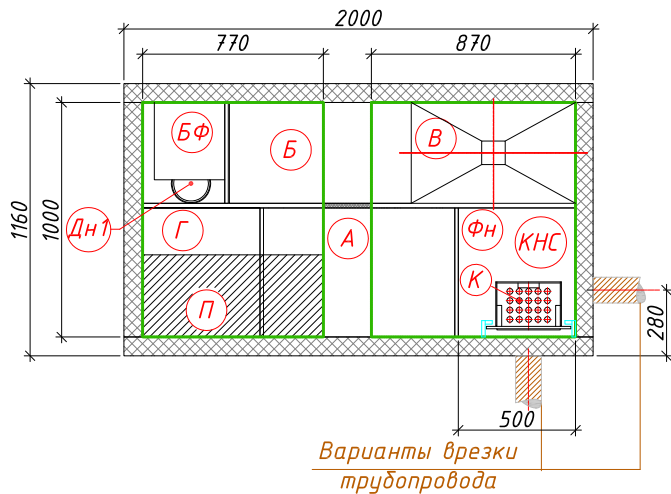 2000
770
870
БФ
Б
В
1160
1000
Дн1
Г
А
Фн
КНС
К
П
280
500
Варианты врезки
трубопровода